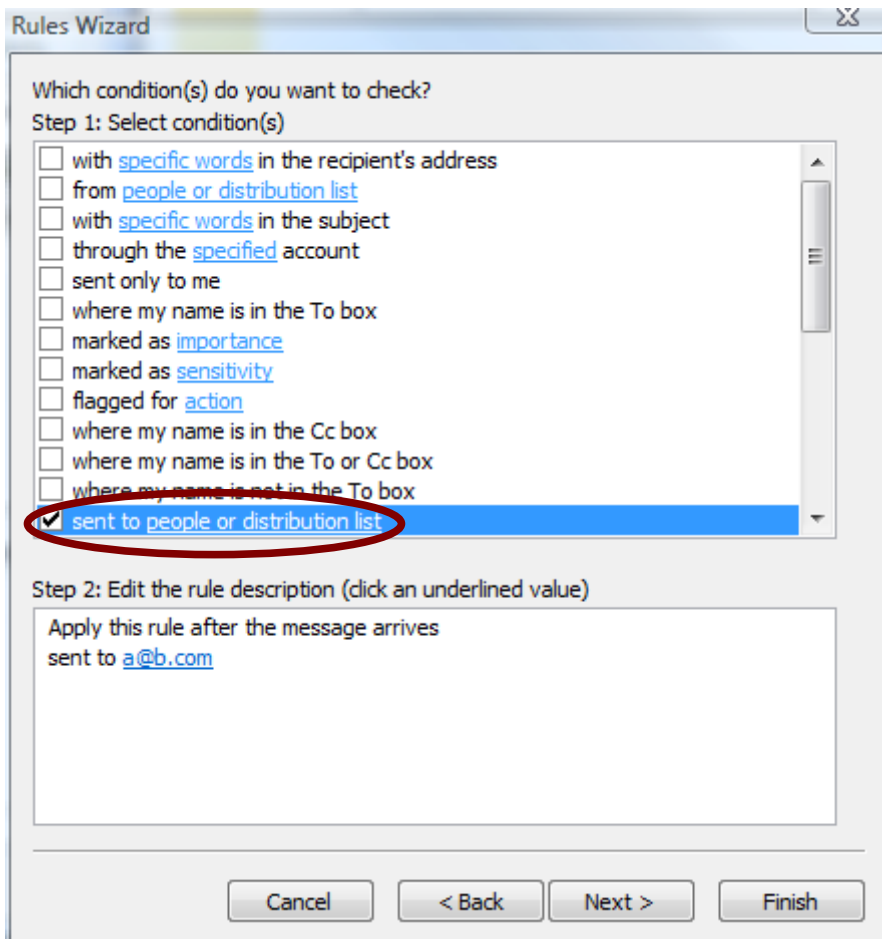 Rules Wizard
Which condition(s) do you want to check?
Step 1: Select condition(s)
with specific words in the recipient's address
from people or distribution list
with specific words in the subject
through the specified account
sent only to me
where my name is in the To box
marked as importance
marked as sensitivity
flagged for action
where my name is in the Cc box
where my name is in the To or Cc box
where my name is not in the To box
sent to people or distribution list
Step 2: Edit the rule description (click an underlined value)
Apply this rule after the message arrives
sent to a@b.com
Cancel
< Back
Next >
Finish